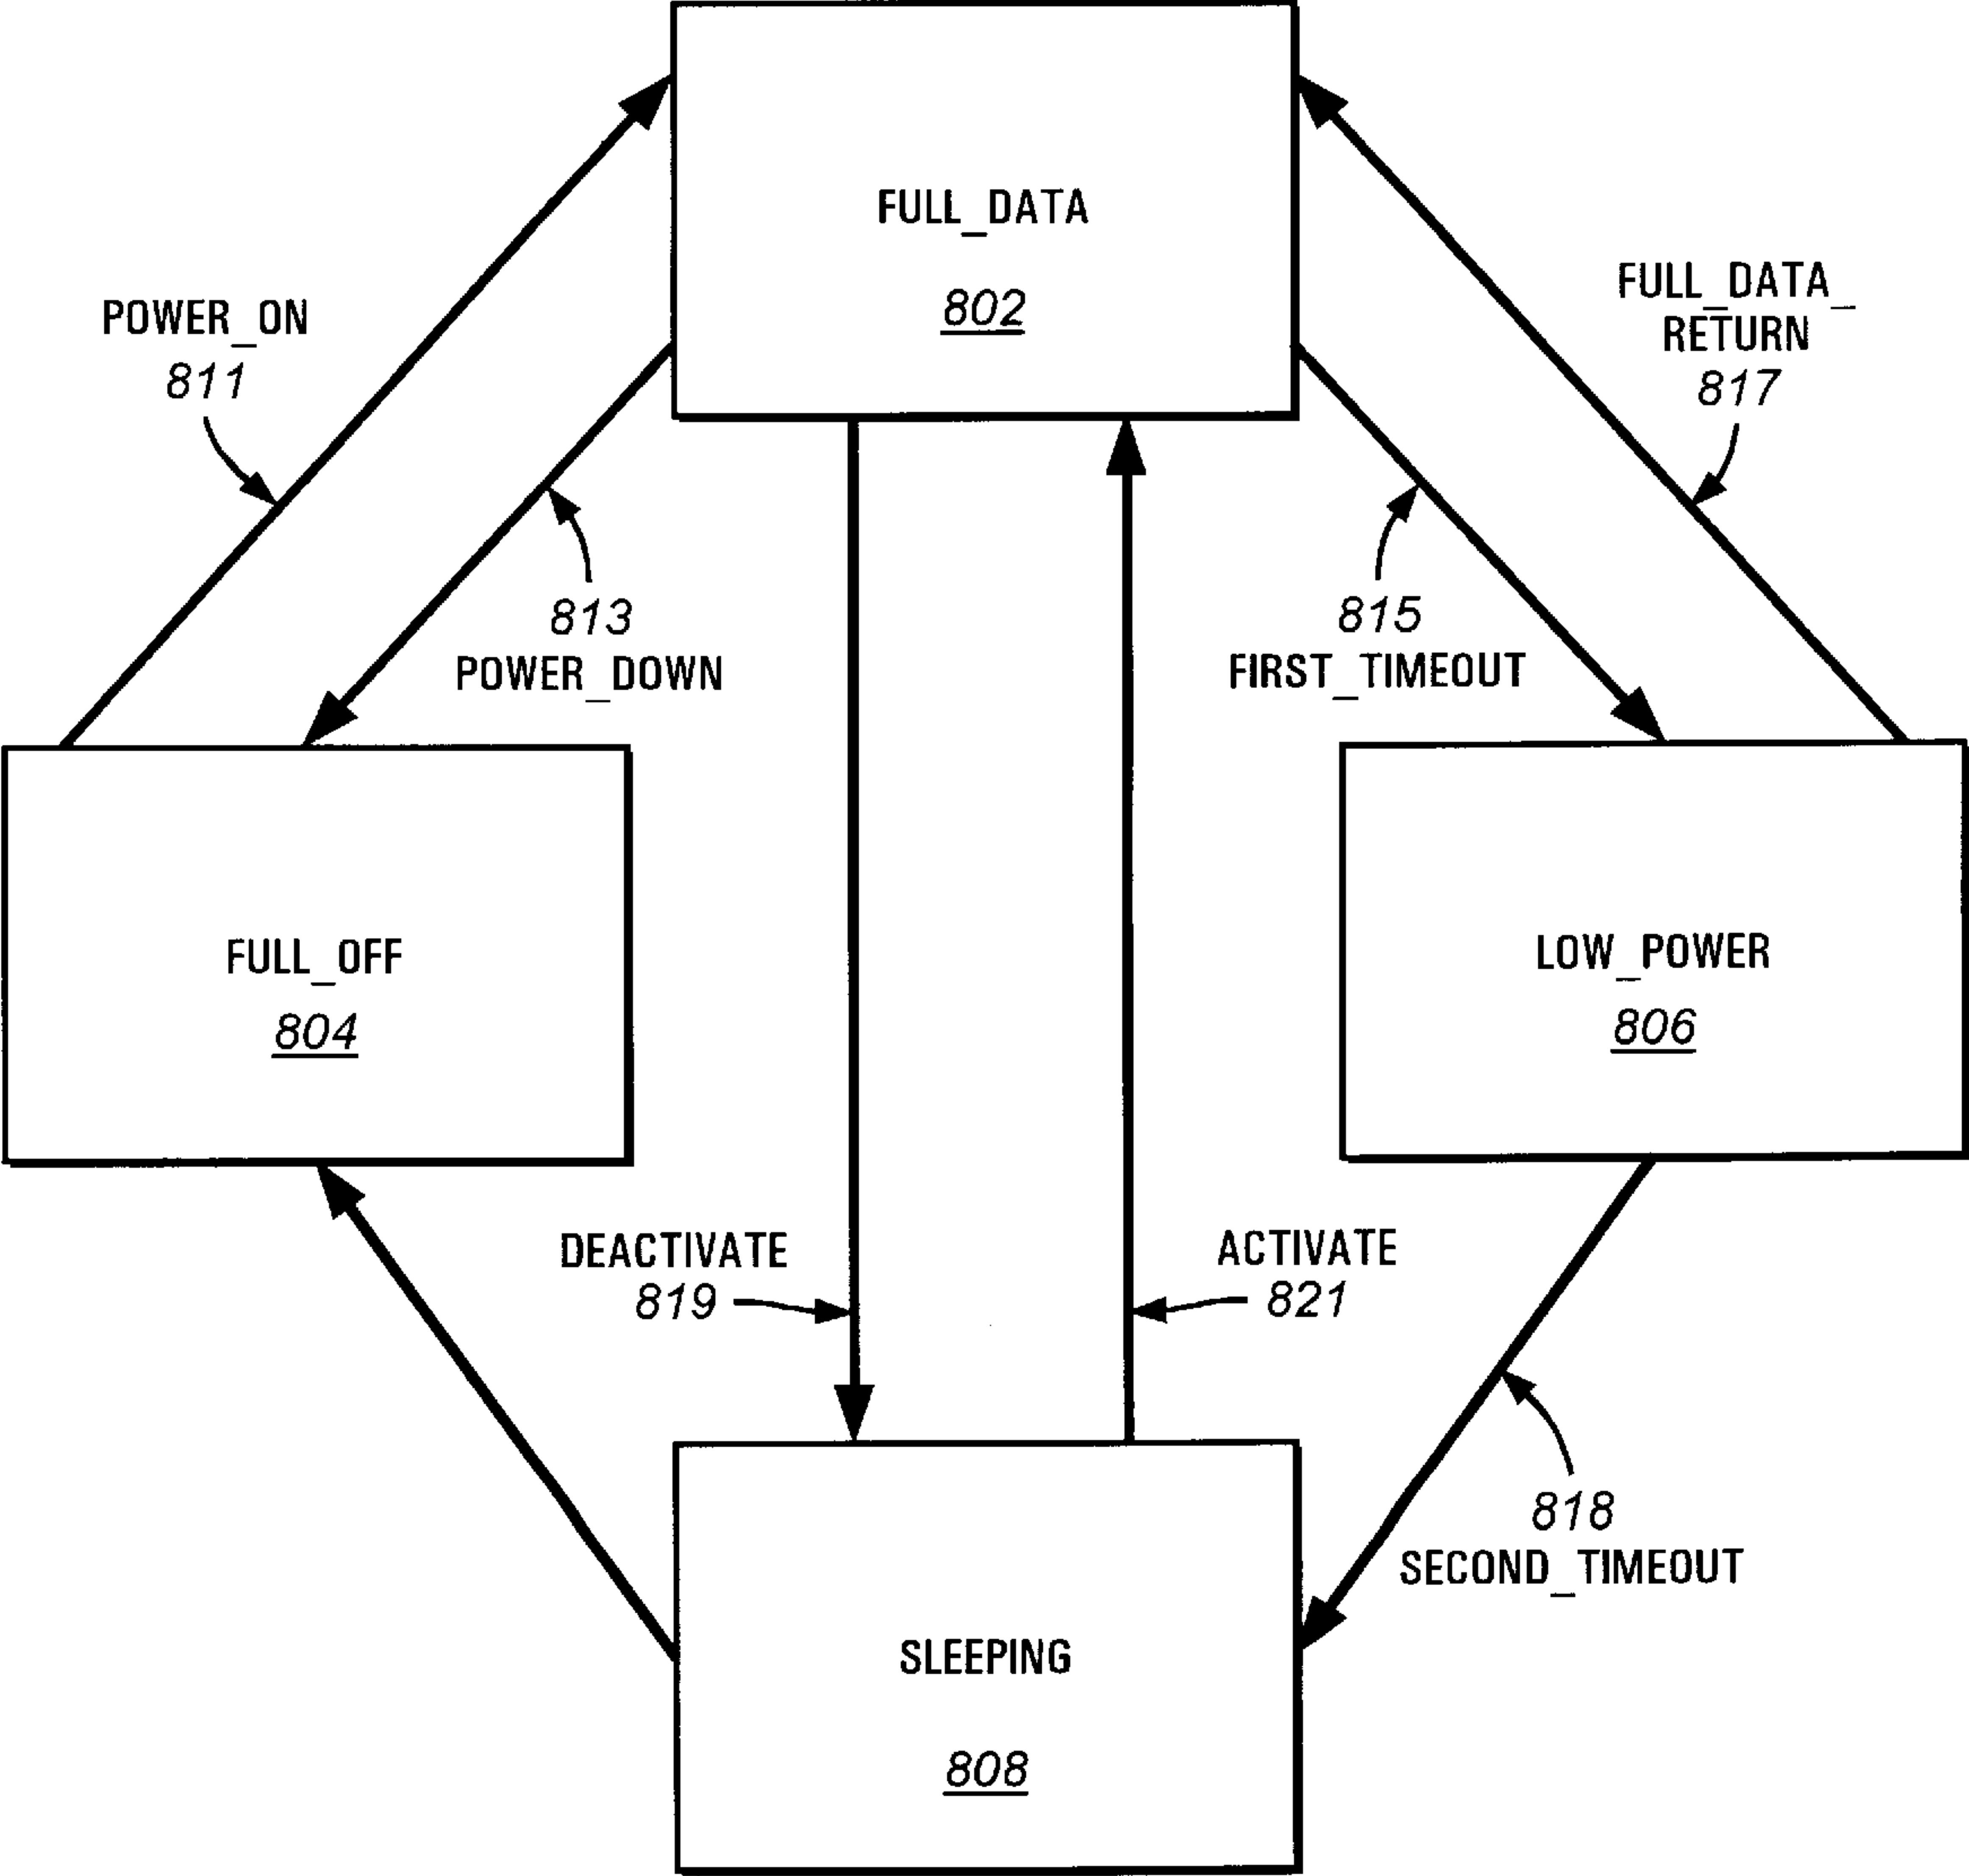 FULL_DATA
802
POWER_ON
811
FULL_DATA_
RETURN
817
813
POWER_DOWN
815
FIRST_TIMEOUT
FULL_OFF
804
LOW_POWER
806
DEACTIVATE
819
ACTIVATE
821
818
SECOND_TIMEOUT
SLEEPING
808